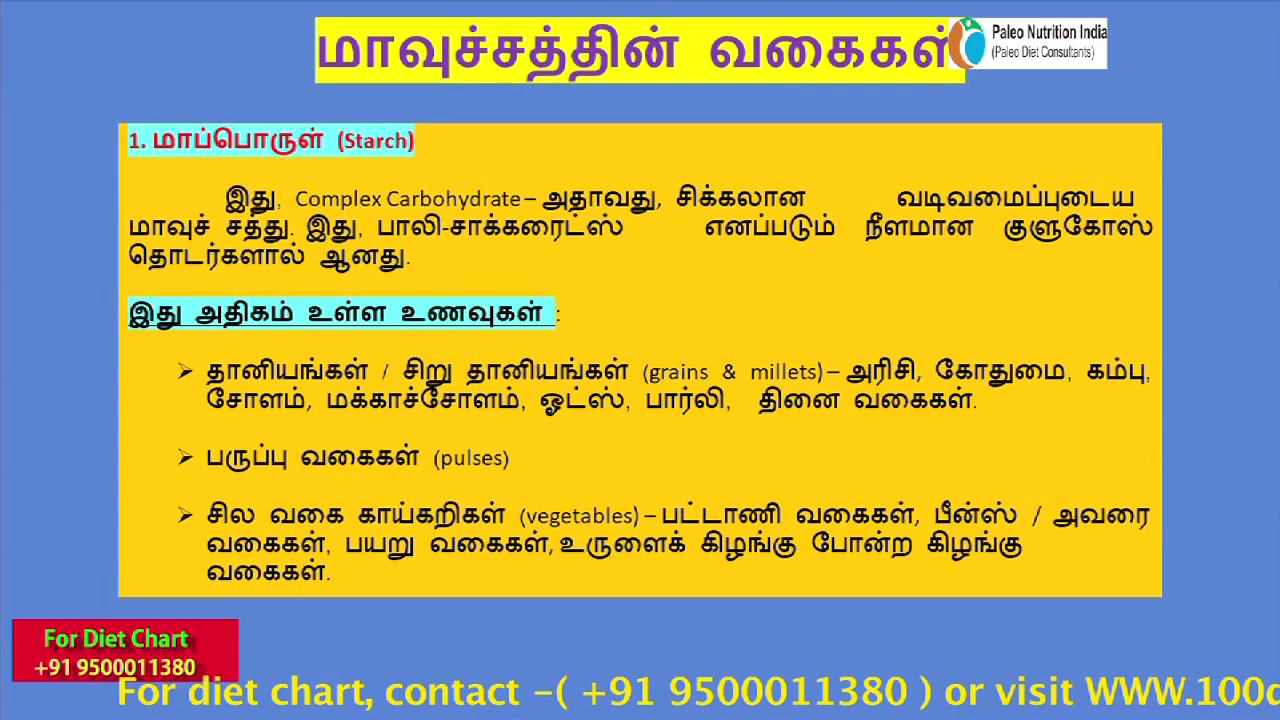 மாவுச்சத்தின் வகைகள்
Paleo Nutrition India
(Paleo Diet Consultants)
1. மாப்பொருள் (Starch)
இது, Complex Carbohydrate – அதாவது, சிக்கலான வடிவமைப்புடைய
மாவுச் சத்து. இது, பாலி-சாக்கரைட்ஸ் எனப்படும் நீளமான குளுகோஸ்
தொடர்களால் ஆனது.
இது அதிகம் உள்ள உணவுகள் :
➢ தானியங்கள் / சிறு தானியங்கள் (grains & millets) – அரிசி, கோதுமை, கம்பு,
சோளம், மக்காச்சோளம், ஓட்ஸ், பார்லி, தினை வகைகள்.
➢ பருப்பு வகைகள் (pulses)
➢ சில வகை காய்கறிகள் (vegetables) – பட்டாணி வகைகள், பீன்ஸ் / அவரை
வகைகள், பயறு வகைகள், உருளைக் கிழங்கு போன்ற கிழங்கு
வகைகள்.
For Diet Chart
+91 9500011380
For diet chart, contact –( +91 9500011380 ) or visit WWW.100